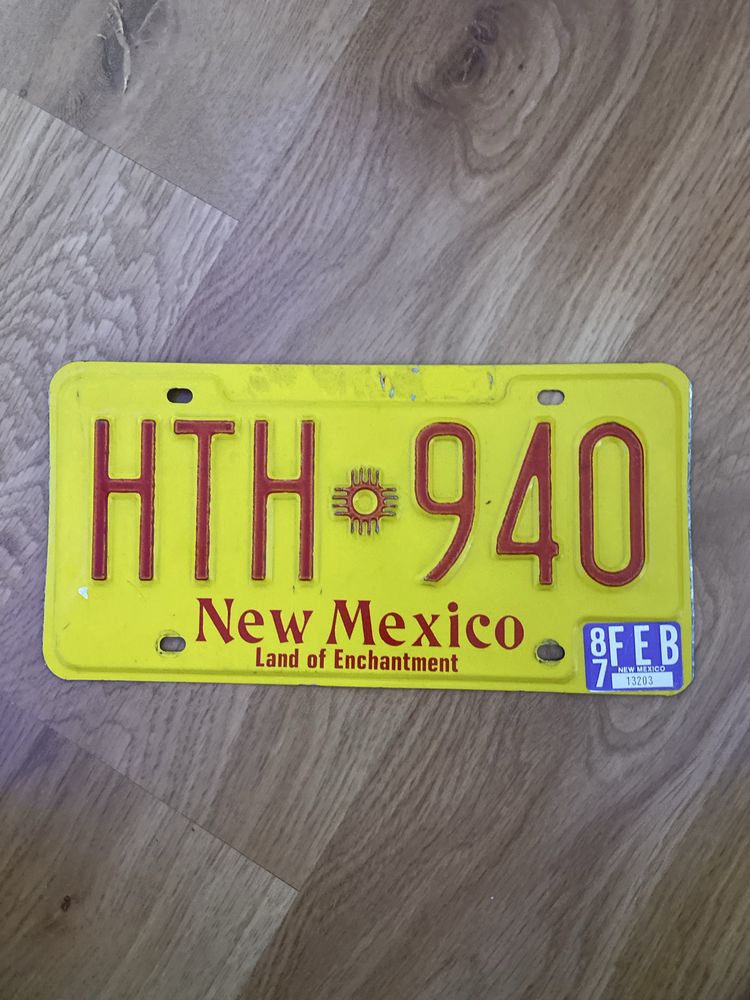 HTH 940
New Mexico
Land of Enchantment
87 FEB
NEW MEXICO
13203